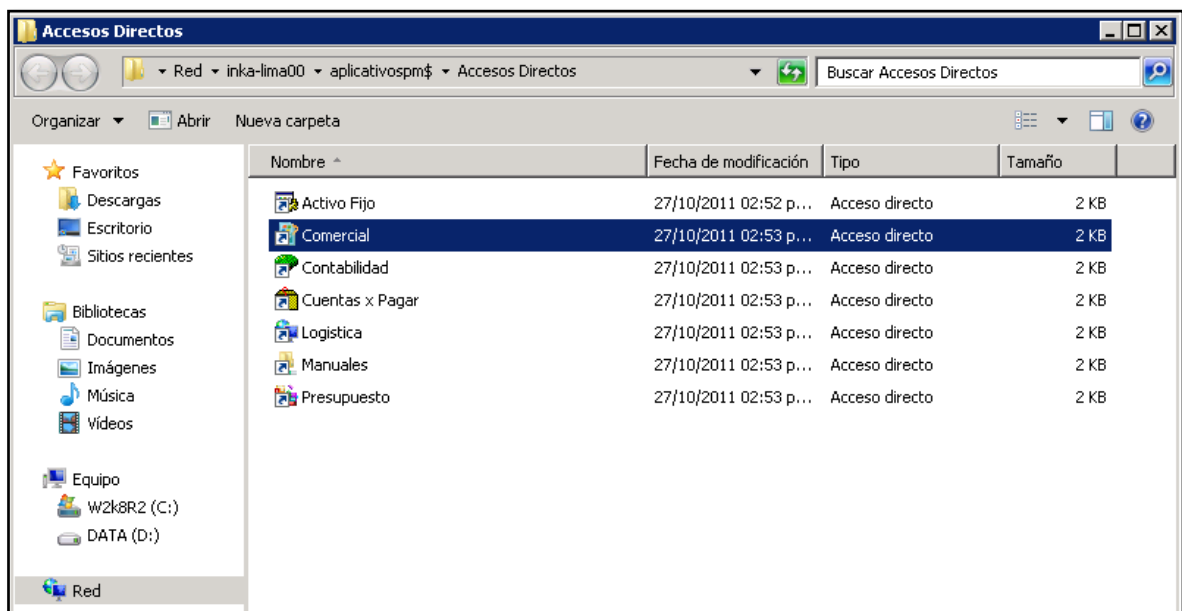 Accesos Directos
Red inka-lima00 aplicativospm$ Accesos Directos Buscar Accesos Directos
Organizar Abrir Nueva carpeta
Favoritos
Descargas
Escritorio
Sitios recientes
Bibliotecas
Documentos
Imágenes
Música
Vídeos
Equipo
W2k8R2 (C:)
DATA (D:)
Red
Nombre Fecha de modificación Tipo Tamaño
Activo Fijo 27/10/2011 02:52 p... Acceso directo 2 KB
Comercial 27/10/2011 02:53 p... Acceso directo 2 KB
Contabilidad 27/10/2011 02:53 p... Acceso directo 2 KB
Cuentas x Pagar 27/10/2011 02:53 p... Acceso directo 2 KB
Logistica 27/10/2011 02:53 p... Acceso directo 2 KB
Manuales 27/10/2011 02:53 p... Acceso directo 2 KB
Presupuesto 27/10/2011 02:53 p... Acceso directo 2 KB